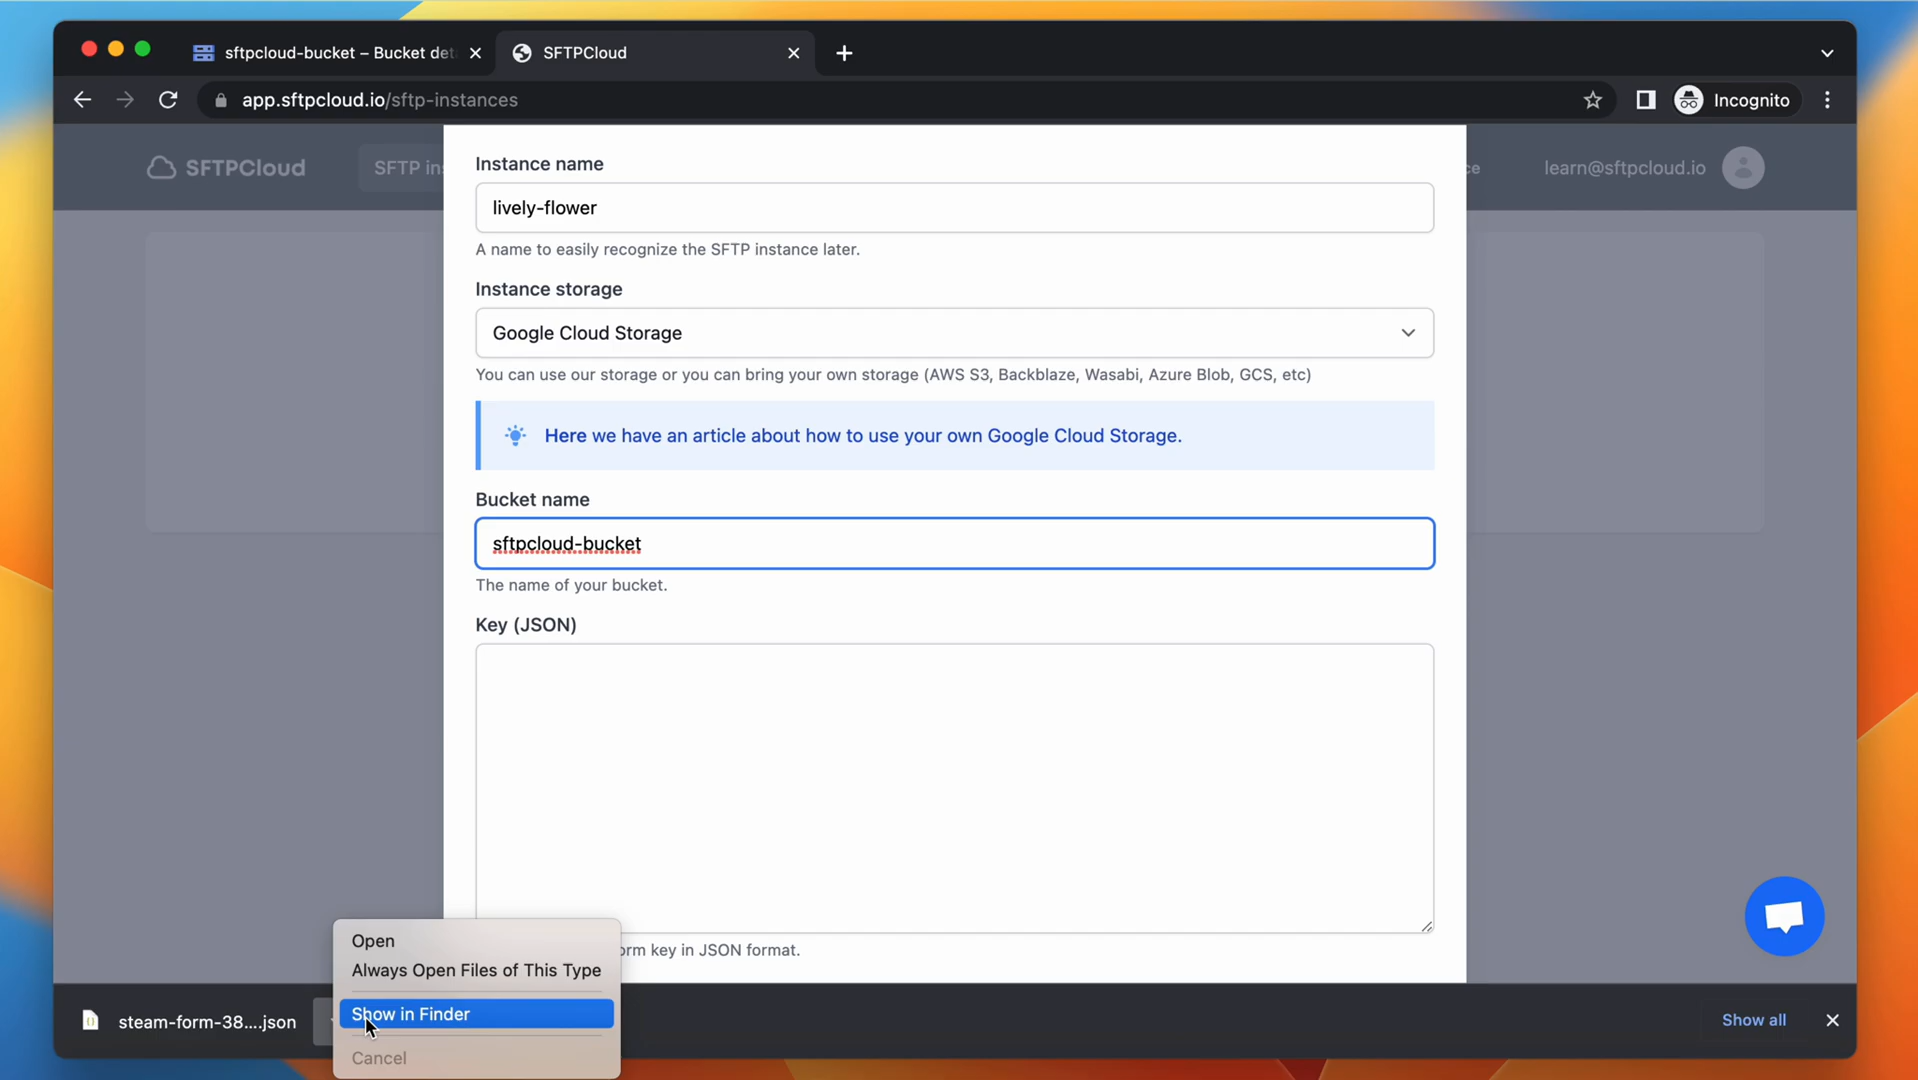 sftpcloud-bucket – Bucket det
SFTPCloud
app.sftpcloud.io/sftp-instances
Incognito
SFTPCloud
SFTP in
ce
learn@sftpcloud.io
Instance name
lively-flower
A name to easily recognize the SFTP instance later.
Instance storage
Google Cloud Storage
You can use our storage or you can bring your own storage (AWS S3, Backblaze, Wasabi, Azure Blob, GCS, etc)
Here we have an article about how to use your own Google Cloud Storage.
Bucket name
sftpcloud-bucket
The name of your bucket.
Key (JSON)
orm key in JSON format.
Open
Always Open Files of This Type
Show in Finder
Cancel
steam-form-38....json
Show all